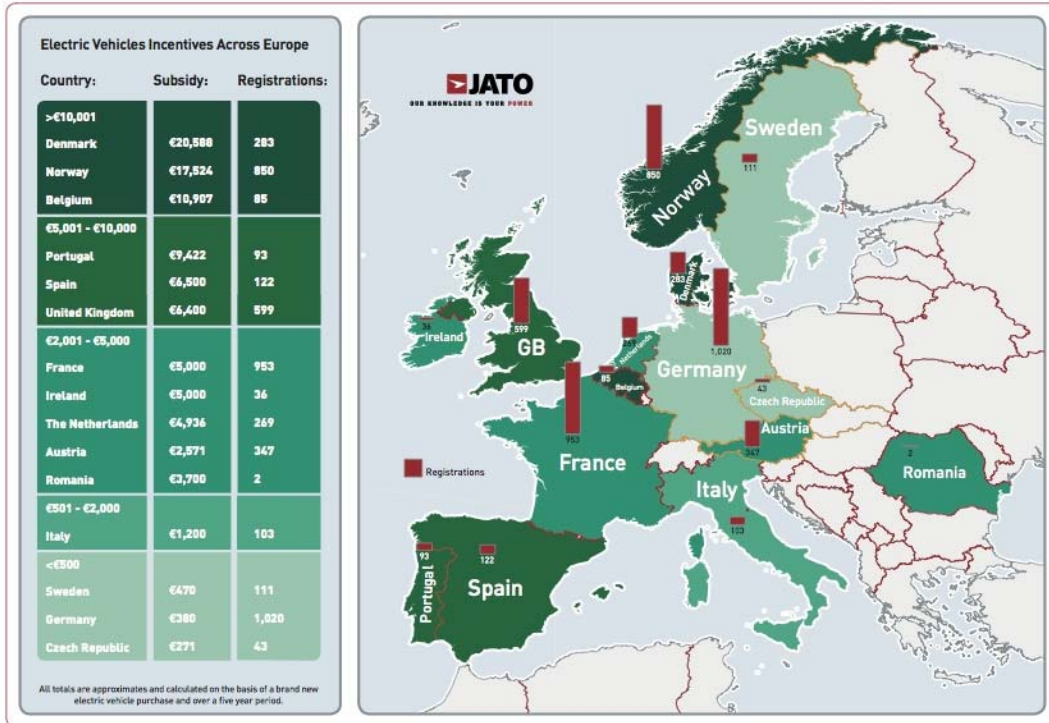 Electric Vehicles Incentives Across Europe
Country: Subsidy: Registrations:
>€10,001
Denmark €20,588 283
Norway €17,524 850
Belgium €10,907 85
€5,001 - €10,000
Portugal €9,422 93
Spain €6,500 122
United Kingdom €6,400 599
€2,001 - €5,000
France €5,000 953
Ireland €5,000 36
The Netherlands €4,936 269
Austria €2,571 347
Romania €3,700 2
€501 - €2,000
Italy €1,200 103
<€500
Sweden €470 111
Germany €380 1,020
Czech Republic €271 43
All totals are approximates and calculated on the basis of a brand new
electric vehicle purchase and over a five year period.
JATO
OUR KNOWLEDGE IS YOUR POWER
Sweden
111
850
Norway
283
Denmark
599
GB
36
Ireland
Netherlands
85
Belgium
1,020
Germany
43
Czech Republic
347
Austria
953
France
Registrations
2
Romania
Italy
103
93
Portugal
122
Spain